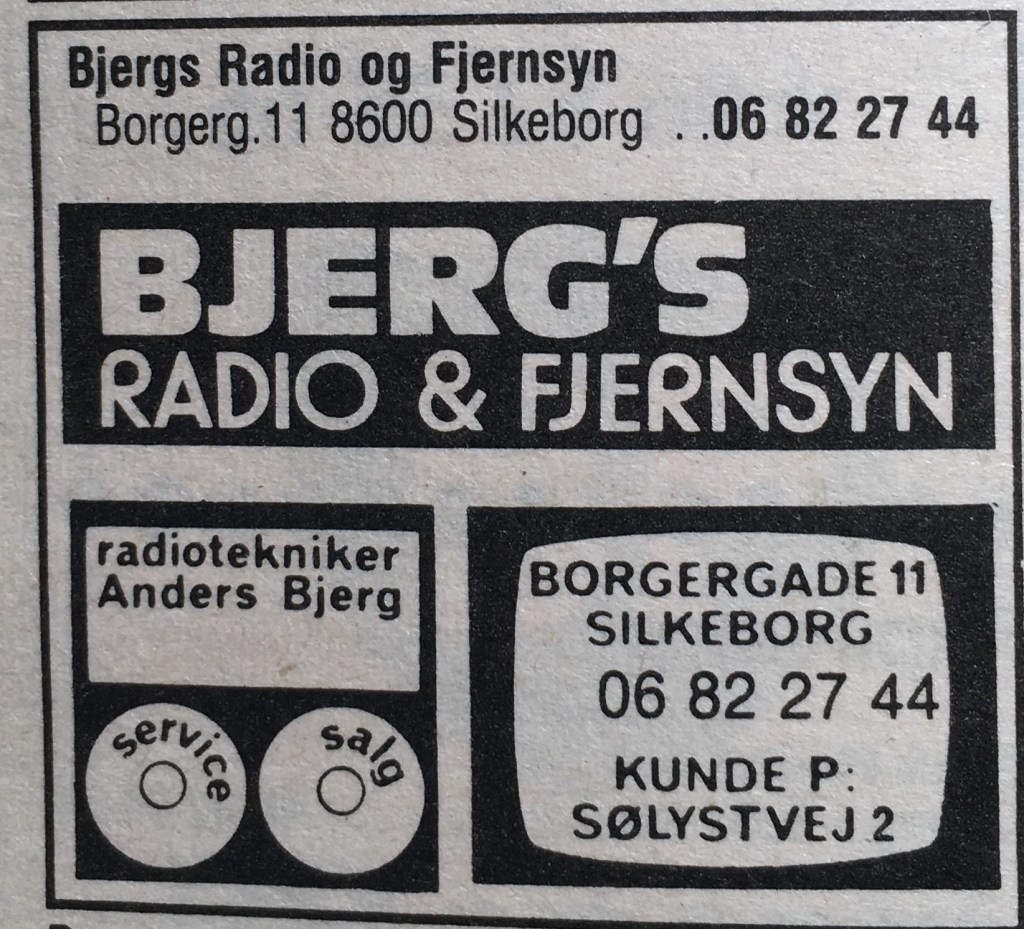 Bjergs Radio og Fjernsyn
Borgerg.11 8600 Silkeborg . .06 82 27 44
BJERG'S
RADIO & FJERNSYN
radiotekniker
Anders Bjerg
service
salg
BORGERGADE 11
SILKEBORG
06 82 27 44
KUNDE P:
SØLYSTVEJ 2